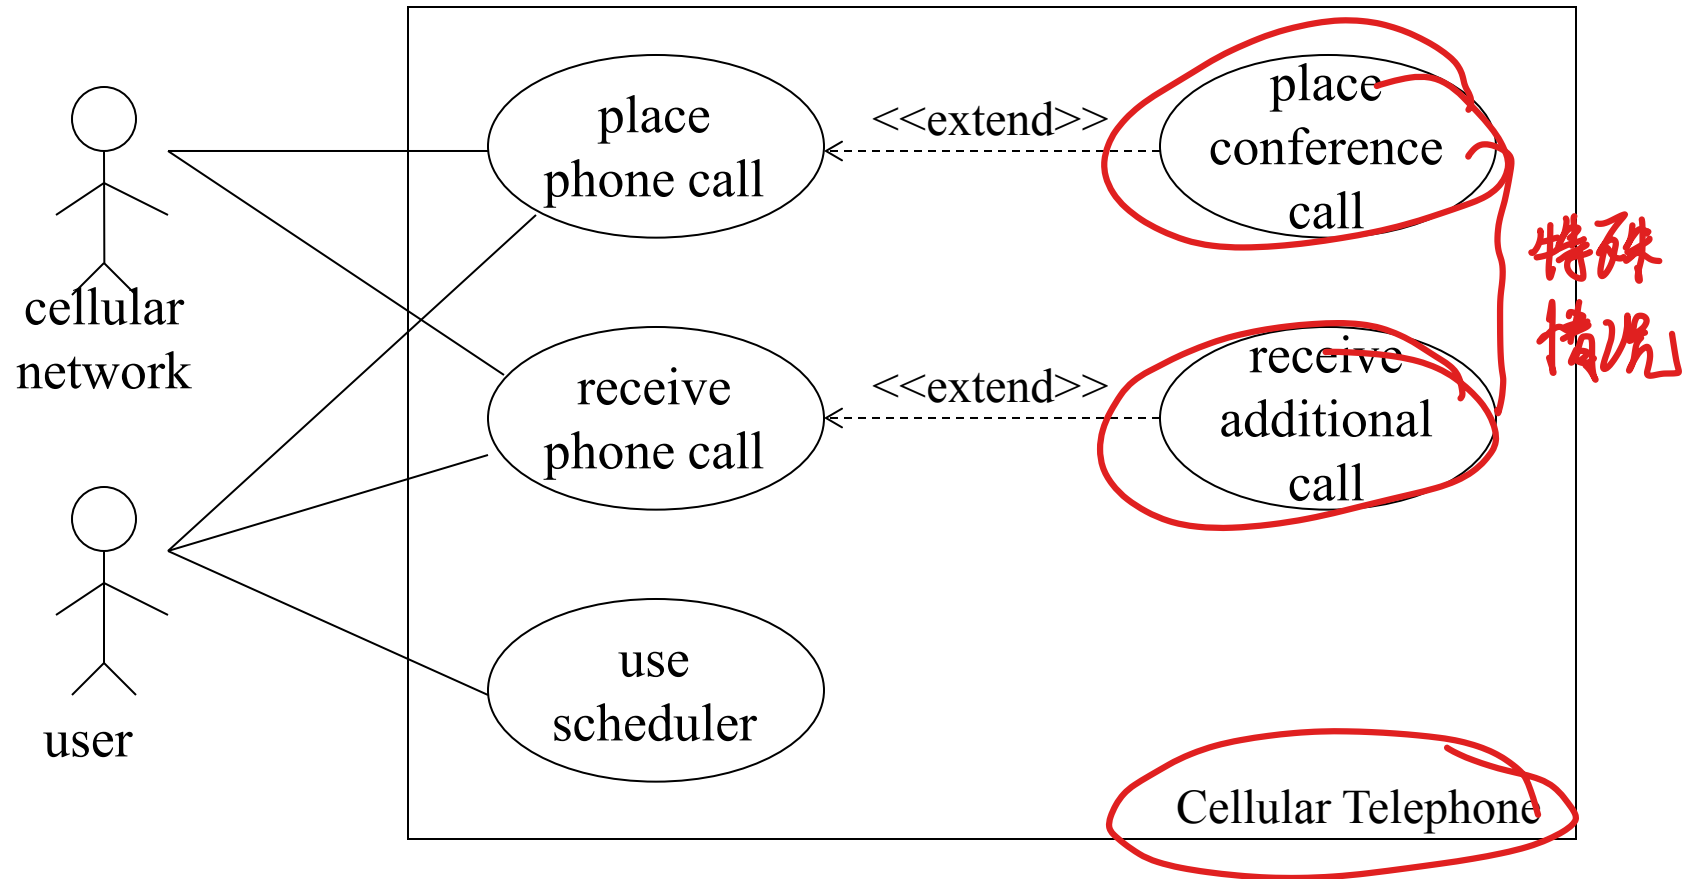 place
phone call
<<extend>>
place
conference
call
cellular
network
特殊
情况
receive
phone call
<<extend>>
receive
additional
call
user
use
scheduler
Cellular Telephone